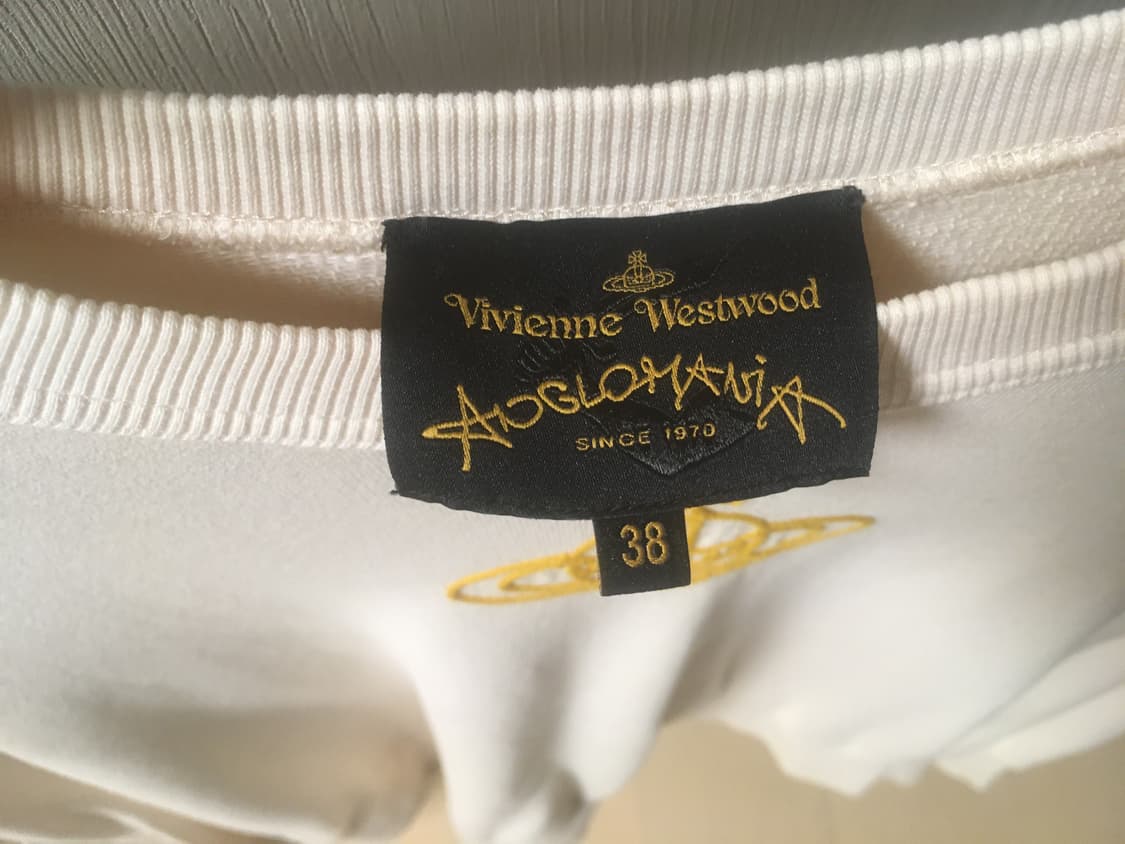 Vivienne Westwood
ANGLOMANIA
SINCE 1970
38